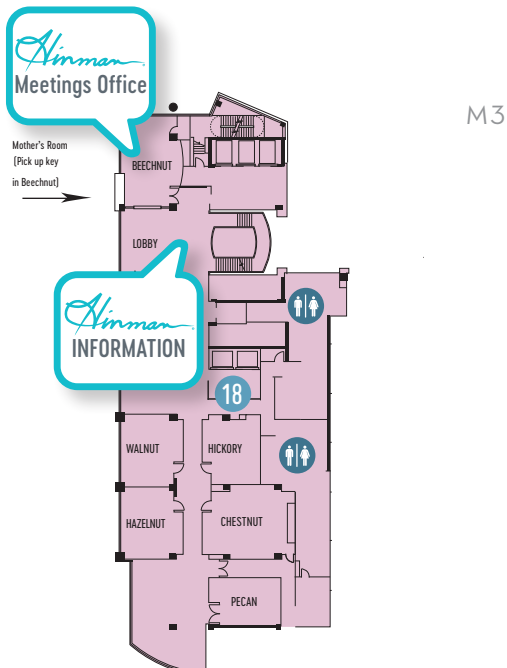 Hinman
Meetings Office
M3
Mother's Room
(Pick up key
in Beechnut)
BEECHNUT
LOBBY
Hinman
INFORMATION
18
WALNUT
HICKORY
HAZELNUT
CHESTNUT
PECAN